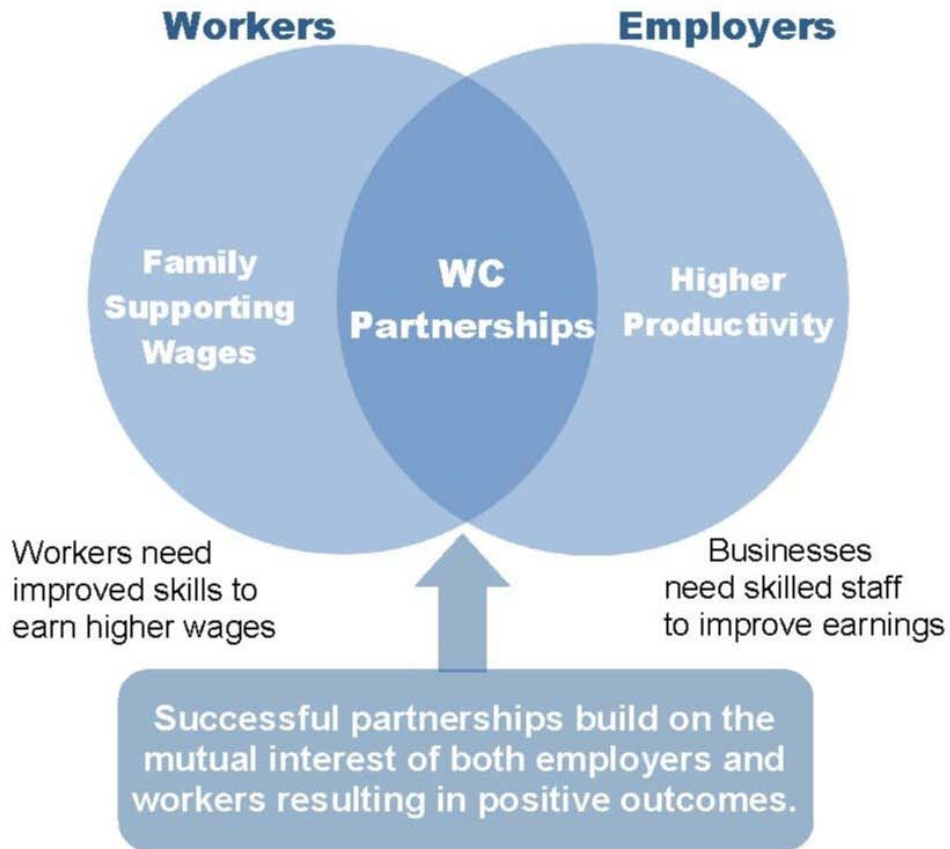 Workers
Employers
Family
Supporting
Wages
WC
Partnerships
Higher
Productivity
Workers need
improved skills to
earn higher wages
Businesses
need skilled staff
to improve earnings
Successful partnerships build on the
mutual interest of both employers and
workers resulting in positive outcomes.